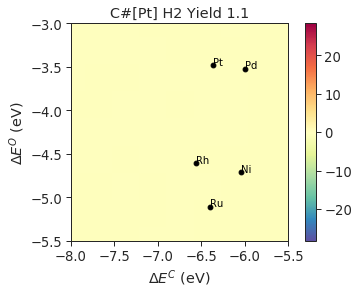 C#[Pt] H2 Yield 1.1
−3.0
−3.5
−4.0
−4.5
−5.0
−5.5
ΔE^O (eV)
Pt
Pd
Rh
Ni
Ru
−8.0 −7.5 −7.0 −6.5 −6.0 −5.5
ΔE^C (eV)
20
10
0
−10
−20